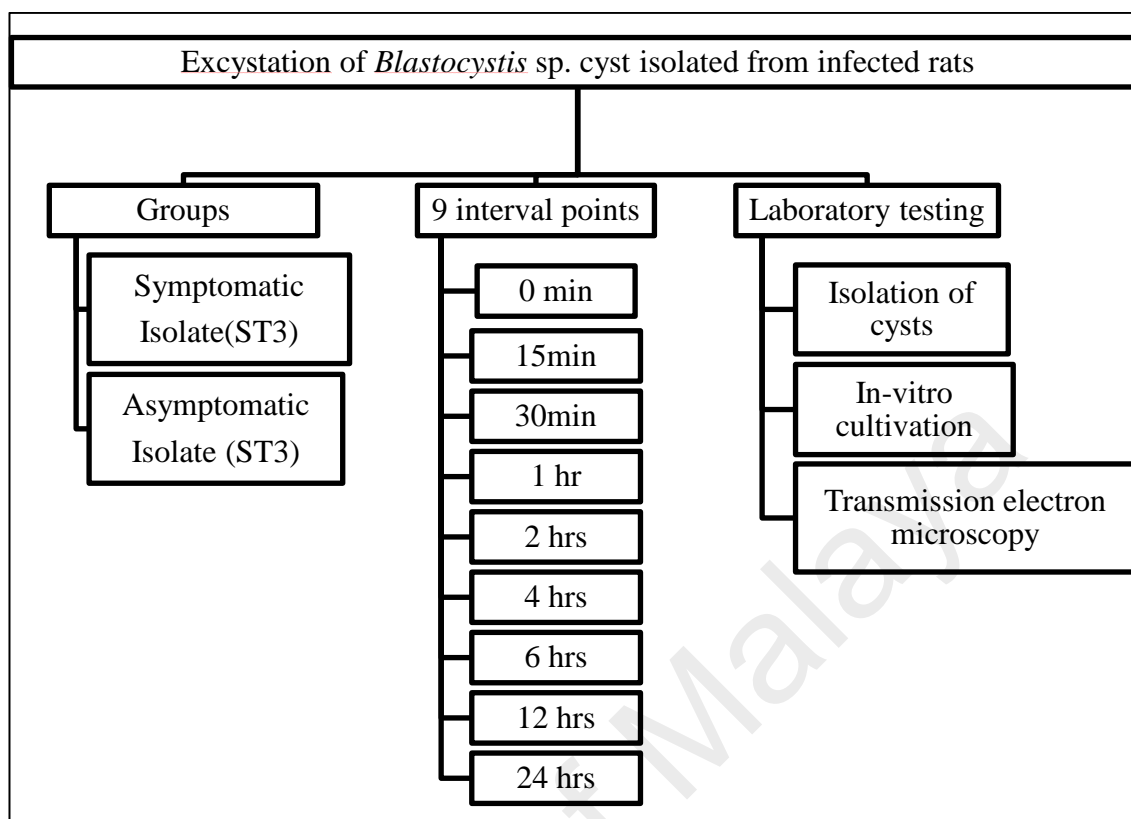 Excystation of Blastocystis sp. cyst isolated from infected rats
Groups
Symptomatic
Isolate(ST3)
Asymptomatic
Isolate (ST3)
9 interval points
0 min
15min
30min
1 hr
2 hrs
4 hrs
6 hrs
12 hrs
24 hrs
Laboratory testing
Isolation of
cysts
In-vitro
cultivation
Transmission electron
microscopy
of Malaya